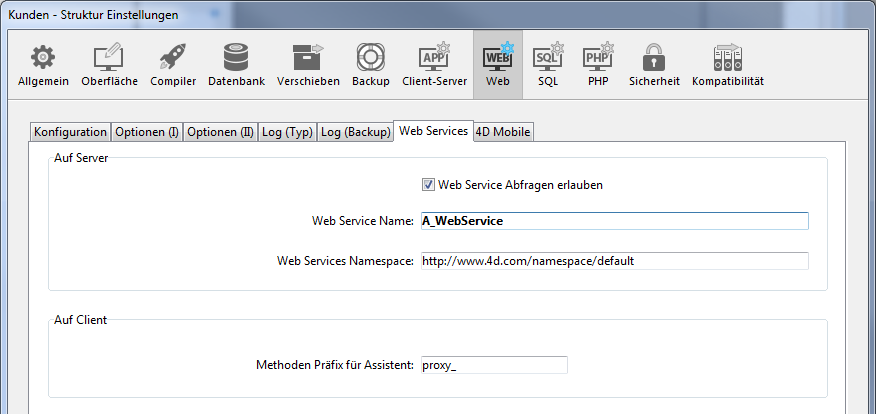 Kunden - Struktur Einstellungen
APP WEB SQL PHP
Allgemein Oberfläche Compiler Datenbank Verschieben Backup Client-Server Web SQL PHP Sicherheit Kompatibilität
Konfiguration Optionen (I) Optionen (II) Log (Typ) Log (Backup) Web Services 4D Mobile
Auf Server
Web Service Abfragen erlauben
Web Service Name: A_WebService
Web Services Namespace: http://www.4d.com/namespace/default
Auf Client
Methoden Präfix für Assistent: proxy_